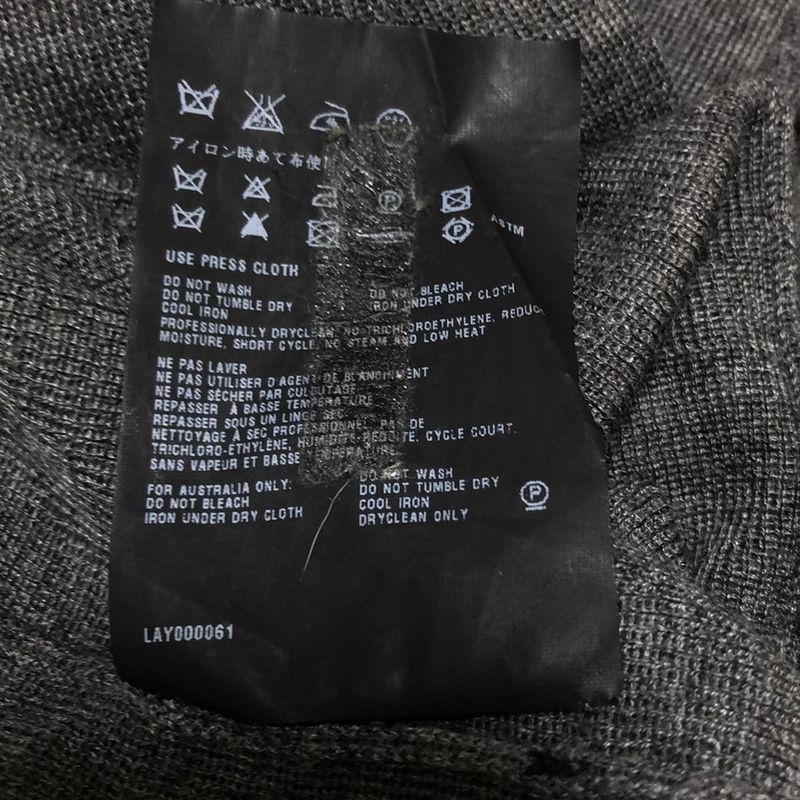 アイロン時あて布使
P
P ASTM
USE PRESS CLOTH
DO NOT WASH DO NOT BLEACH
DO NOT TUMBLE DRY IRON UNDER DRY CLOTH
COOL IRON
PROFESSIONALLY DRYCLEAN, NO TRICHLOROETHYLENE, REDUC
MOISTURE, SHORT CYCLE, NO STEAM AND LOW HEAT
NE PAS LAVER
NE PAS UTILISER D'AGENT DE BLANCHIMENT
NE PAS SÉCHER PAR CULBUTAGE
REPASSER À BASSE TEMPÉRATURE
REPASSER SOUS UN LINGE SEC
NETTOYAGE À SEC PROFESSIONNEL, PAS DE
TRICHLORO-ÉTHYLÈNE, HUMIDITÉ RÉDUITE, CYCLE COURT,
SANS VAPEUR ET BASSE TEMPÉRATURE
FOR AUSTRALIA ONLY: DO NOT WASH
DO NOT BLEACH DO NOT TUMBLE DRY
IRON UNDER DRY CLOTH COOL IRON
DRYCLEAN ONLY
P
LAY000061